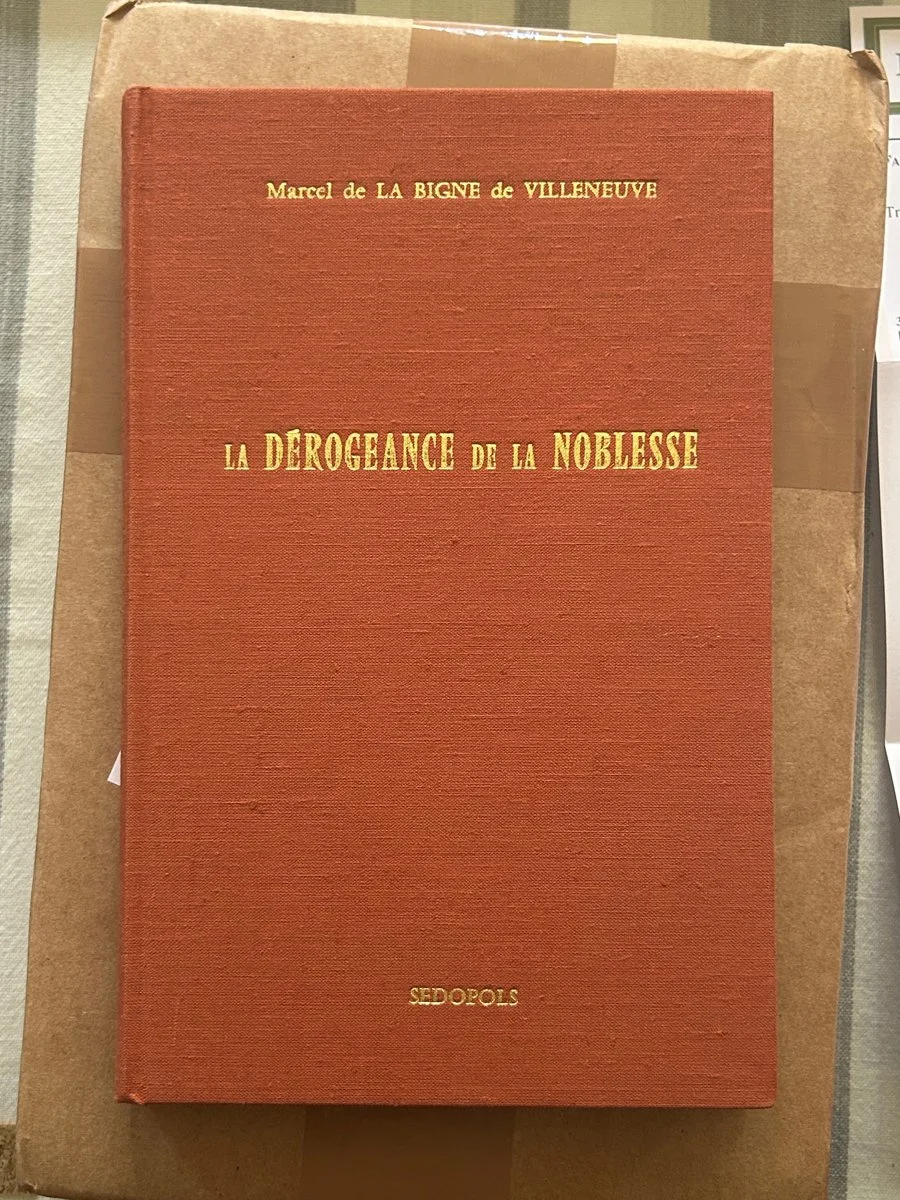 Marcel de LA BIGNE de VILLENEUVE
LA DÉROGEANCE DE LA NOBLESSE
SEDOPOLS